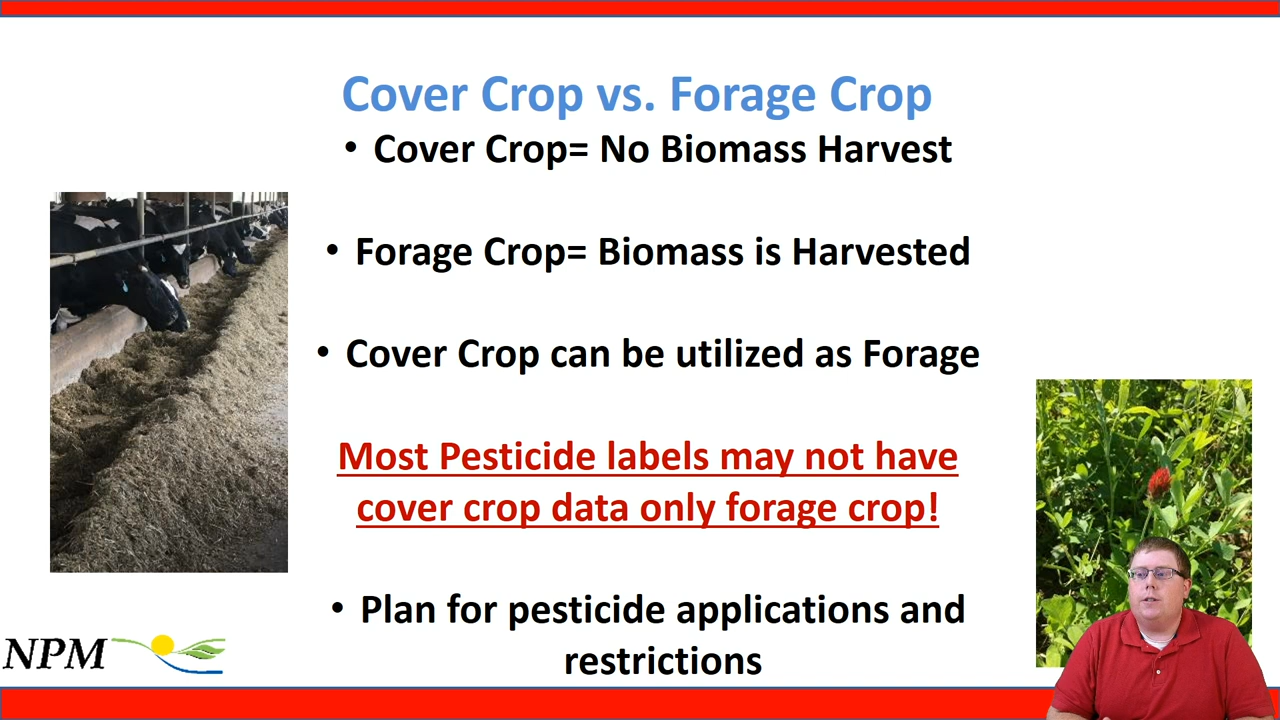 Cover Crop vs. Forage Crop
• Cover Crop= No Biomass Harvest
• Forage Crop= Biomass is Harvested
• Cover Crop can be utilized as Forage
Most Pesticide labels may not have
cover crop data only forage crop!
• Plan for pesticide applications and
restrictions
NPM